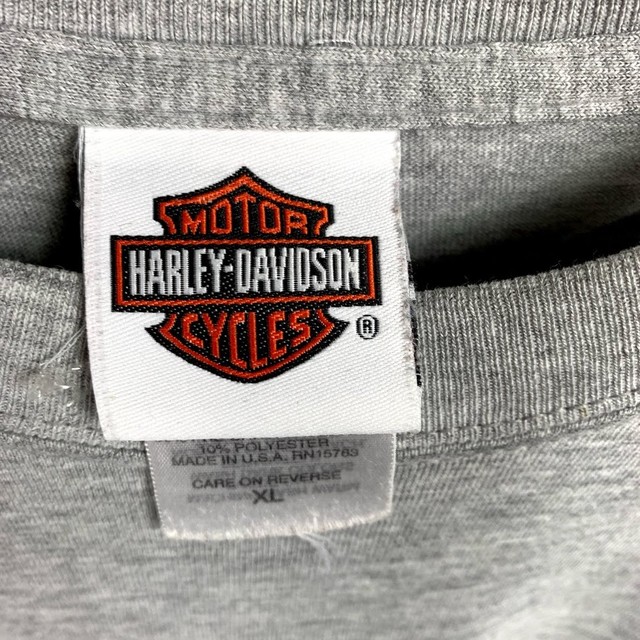 MOTOR
HARLEY-DAVIDSON
CYCLES
®
10% POLYESTER
MADE IN U.S.A. RN15763
CARE ON REVERSE
XL